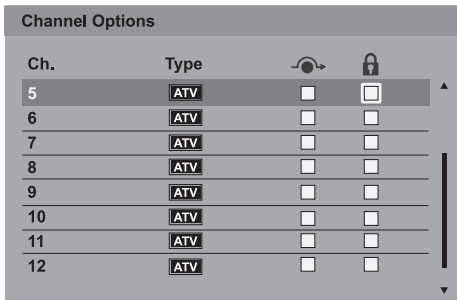 Channel Options
Ch. Type
5 ATV
6 ATV
7 ATV
8 ATV
9 ATV
10 ATV
11 ATV
12 ATV